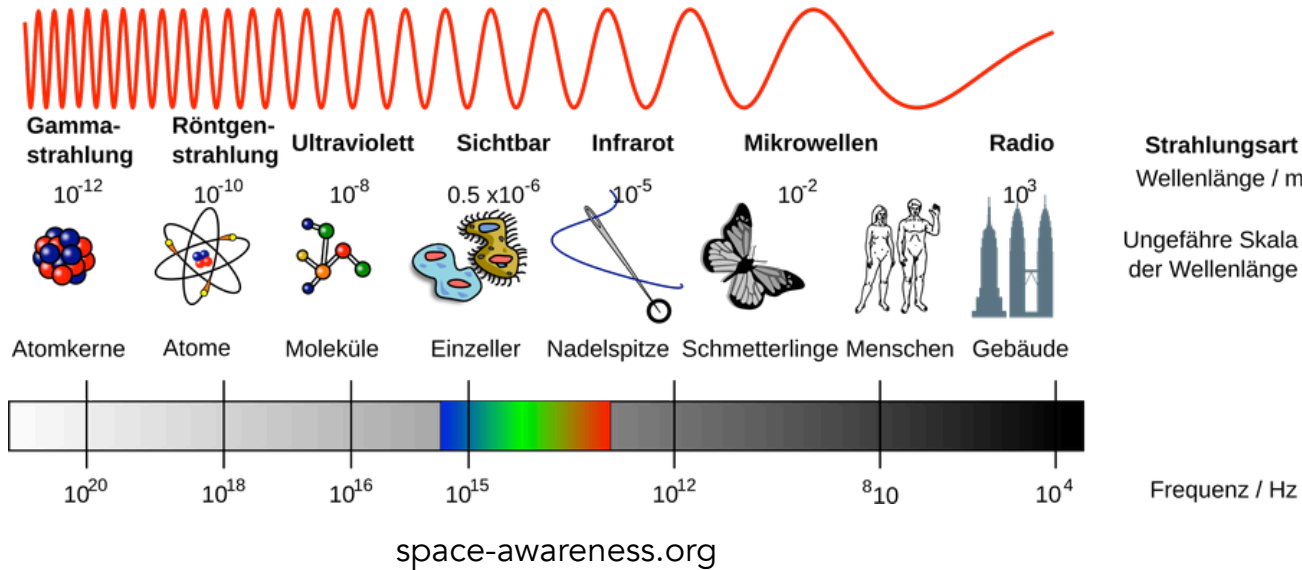 Gamma-
strahlung
Röntgen-
strahlung
Ultraviolett
Sichtbar
Infrarot
Mikrowellen
Radio
Strahlungsart
10⁻¹²
10⁻¹⁰
10⁻⁸
0.5 x10⁻⁶
10⁻⁵
10⁻²
10³
Wellenlänge / m
Ungefähre Skala
der Wellenlänge
Atomkerne
Atome
Moleküle
Einzeller
Nadelspitze
Schmetterlinge
Menschen
Gebäude
10²⁰
10¹⁸
10¹⁶
10¹⁵
10¹²
⁸10
10⁴
Frequenz / Hz
space-awareness.org